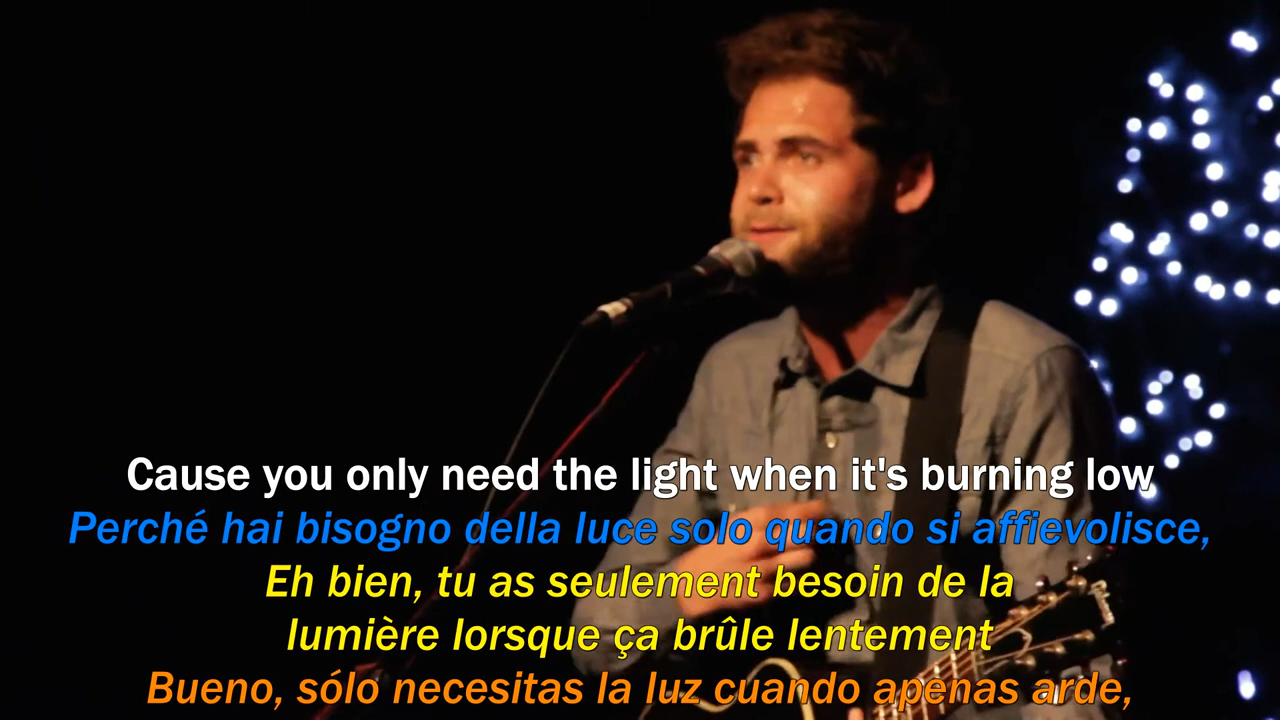 Cause you only need the light when it's burning low
Perché hai bisogno della luce solo quando si affievolisce,
Eh bien, tu as seulement besoin de la
lumière lorsque ça brûle lentement
Bueno, sólo necesitas la luz cuando apenas arde,